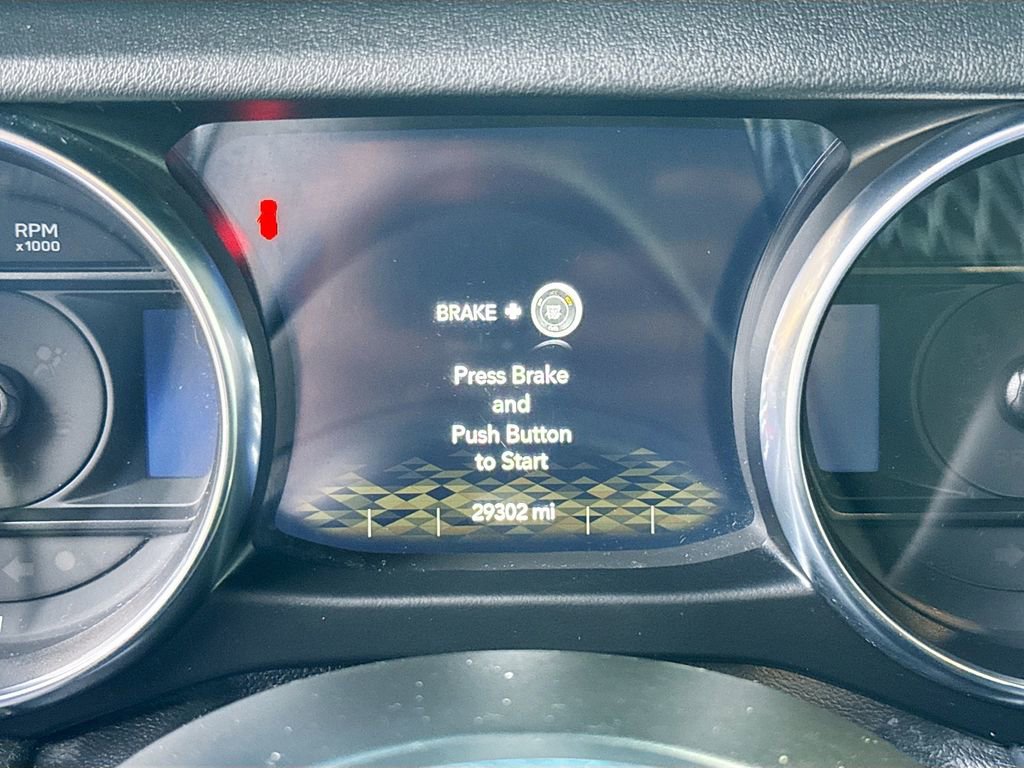 RPM
x1000
BRAKE +
Press Brake
and
Push Button
to Start
29302 mi